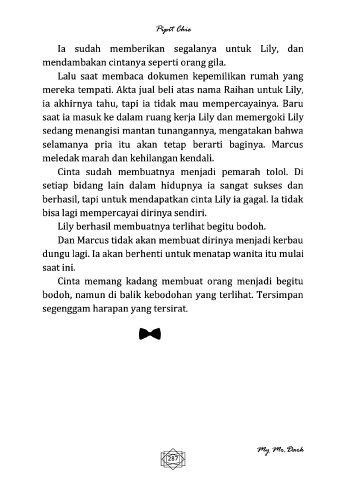 Pipit Chie
Ia sudah memberikan segalanya untuk Lily, dan
mendambakan cintanya seperti orang gila.
Lalu saat membaca dokumen kepemilikan rumah yang
mereka tempati. Akta jual beli atas nama Raihan untuk Lily,
ia akhirnya tahu, tapi ia tidak mau mempercayainya. Baru
saat ia masuk ke dalam ruang kerja Lily dan memergoki Lily
sedang menangisi mantan tunangannya, mengatakan bahwa
selamanya pria itu akan tetap berarti baginya. Marcus
meledak marah dan kehilangan kendali.
Cinta sudah membuatnya menjadi pemarah tolol. Di
setiap bidang lain dalam hidupnya ia sangat sukses dan
berhasil, tapi untuk mendapatkan cinta Lily ia gagal. Ia tidak
bisa lagi mempercayai dirinya sendiri.
Lily berhasil membuatnya terlihat begitu bodoh.
Dan Marcus tidak akan membuat dirinya menjadi kerbau
dungu lagi. Ia akan berhenti untuk menatap wanita itu mulai
saat ini.
Cinta memang kadang membuat orang menjadi begitu
bodoh, namun di balik kebodohan yang terlihat. Tersimpan
segenggam harapan yang tersirat.
My Mr. Dark
287